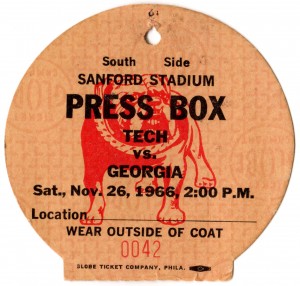 South Side
SANFORD STADIUM
PRESS BOX
TECH
vs.
GEORGIA
Sat., Nov. 26, 1966, 2:00 P.M.
Location
WEAR OUTSIDE OF COAT
0042
GLOBE TICKET COMPANY, PHILA.